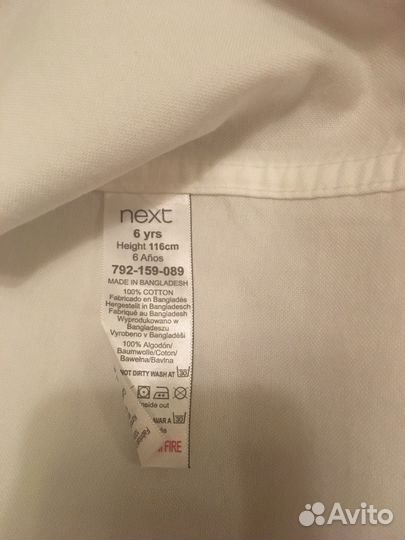 next
6 yrs
Height 116cm
6 Años
792-159-089
MADE IN BANGLADESH
100% COTTON
Fabricado en Bangladés
Hergestellt in Bangladesch
Fabriqué au Bangladesh
Wyprodukowano w
Bangladeszu
Vyrobeno v Bangladéši
100% Algodón/
Baumwolle/Coton/
Bawełna/Bavlna
NOT DIRTY WASH AT 30
inside out
FIRE
Avito